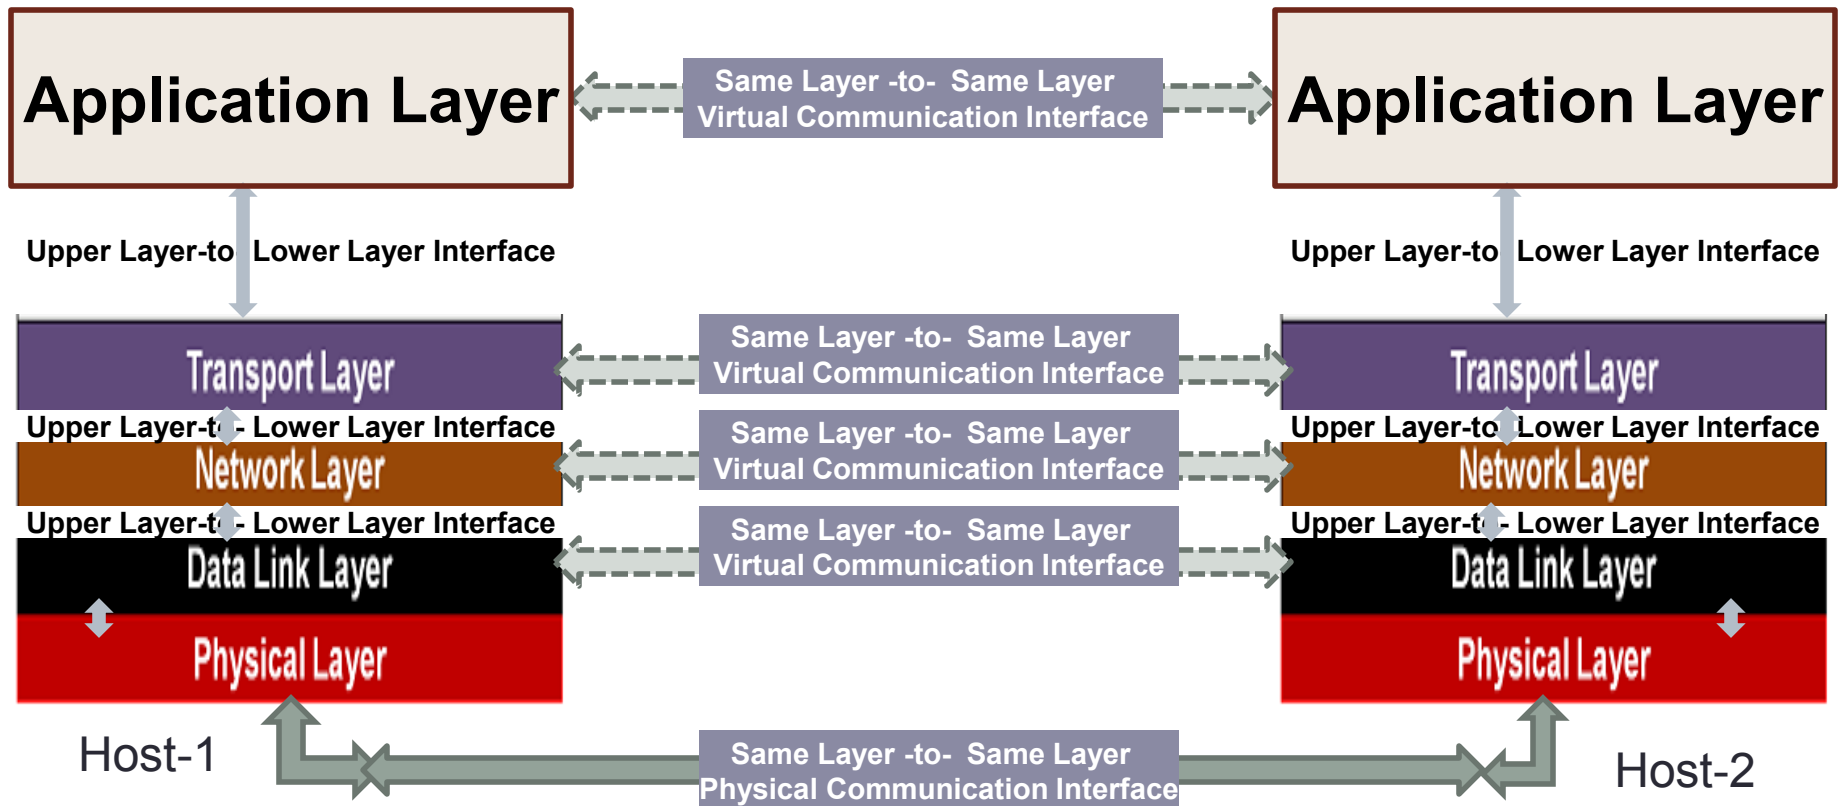 Application Layer
Same Layer -to- Same Layer
Virtual Communication Interface
Application Layer
Upper Layer-to Lower Layer Interface
Upper Layer-to Lower Layer Interface
Transport Layer
Same Layer -to- Same Layer
Virtual Communication Interface
Transport Layer
Upper Layer-to- Lower Layer Interface
Upper Layer-to Lower Layer Interface
Network Layer
Same Layer -to- Same Layer
Virtual Communication Interface
Network Layer
Upper Layer-to- Lower Layer Interface
Upper Layer-to- Lower Layer Interface
Data Link Layer
Same Layer -to- Same Layer
Virtual Communication Interface
Data Link Layer
Physical Layer
Physical Layer
Host-1
Same Layer -to- Same Layer
Physical Communication Interface
Host-2